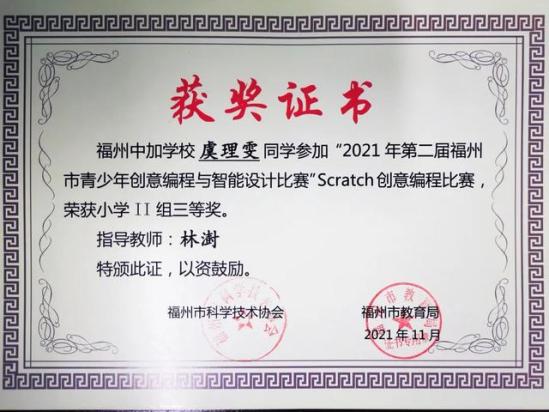 获奖证书
福州中加学校虞理雯同学参加“2021年第二届福州
市青少年创意编程与智能设计比赛”Scratch创意编程比赛，
荣获小学II组三等奖。
指导教师：林澍
特颁此证，以资鼓励。
福州市科学技术协会 福州市教育局
2021年11月